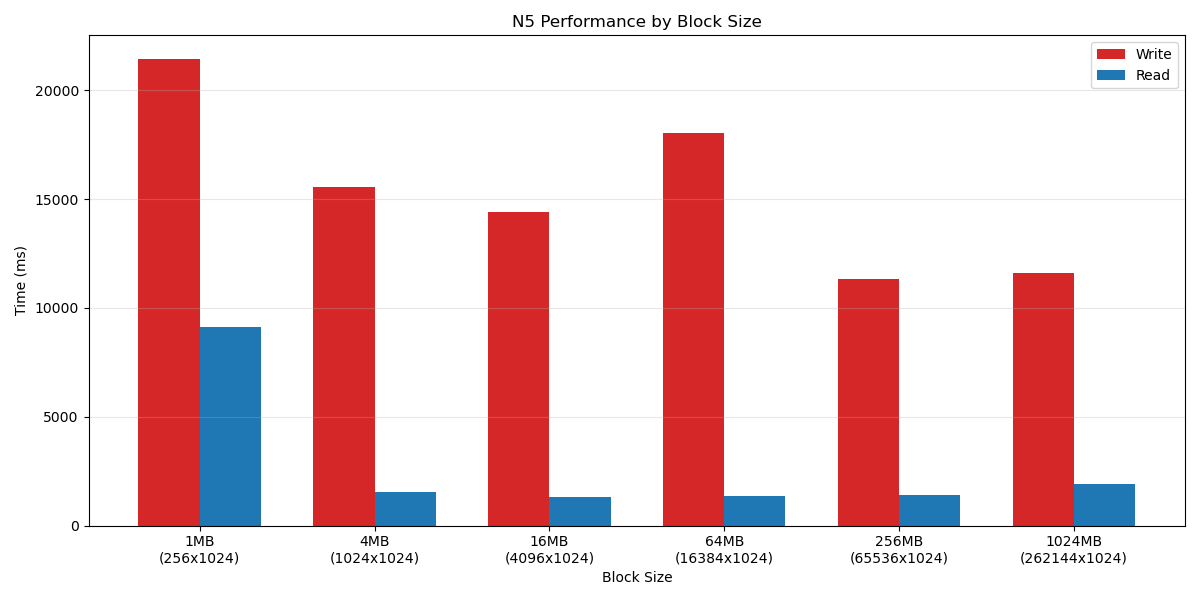 N5 Performance by Block Size
Write
Read
Time (ms)
20000
15000
10000
5000
0
1MB
(256x1024)
4MB
(1024x1024)
16MB
(4096x1024)
64MB
(16384x1024)
256MB
(65536x1024)
1024MB
(262144x1024)
Block Size